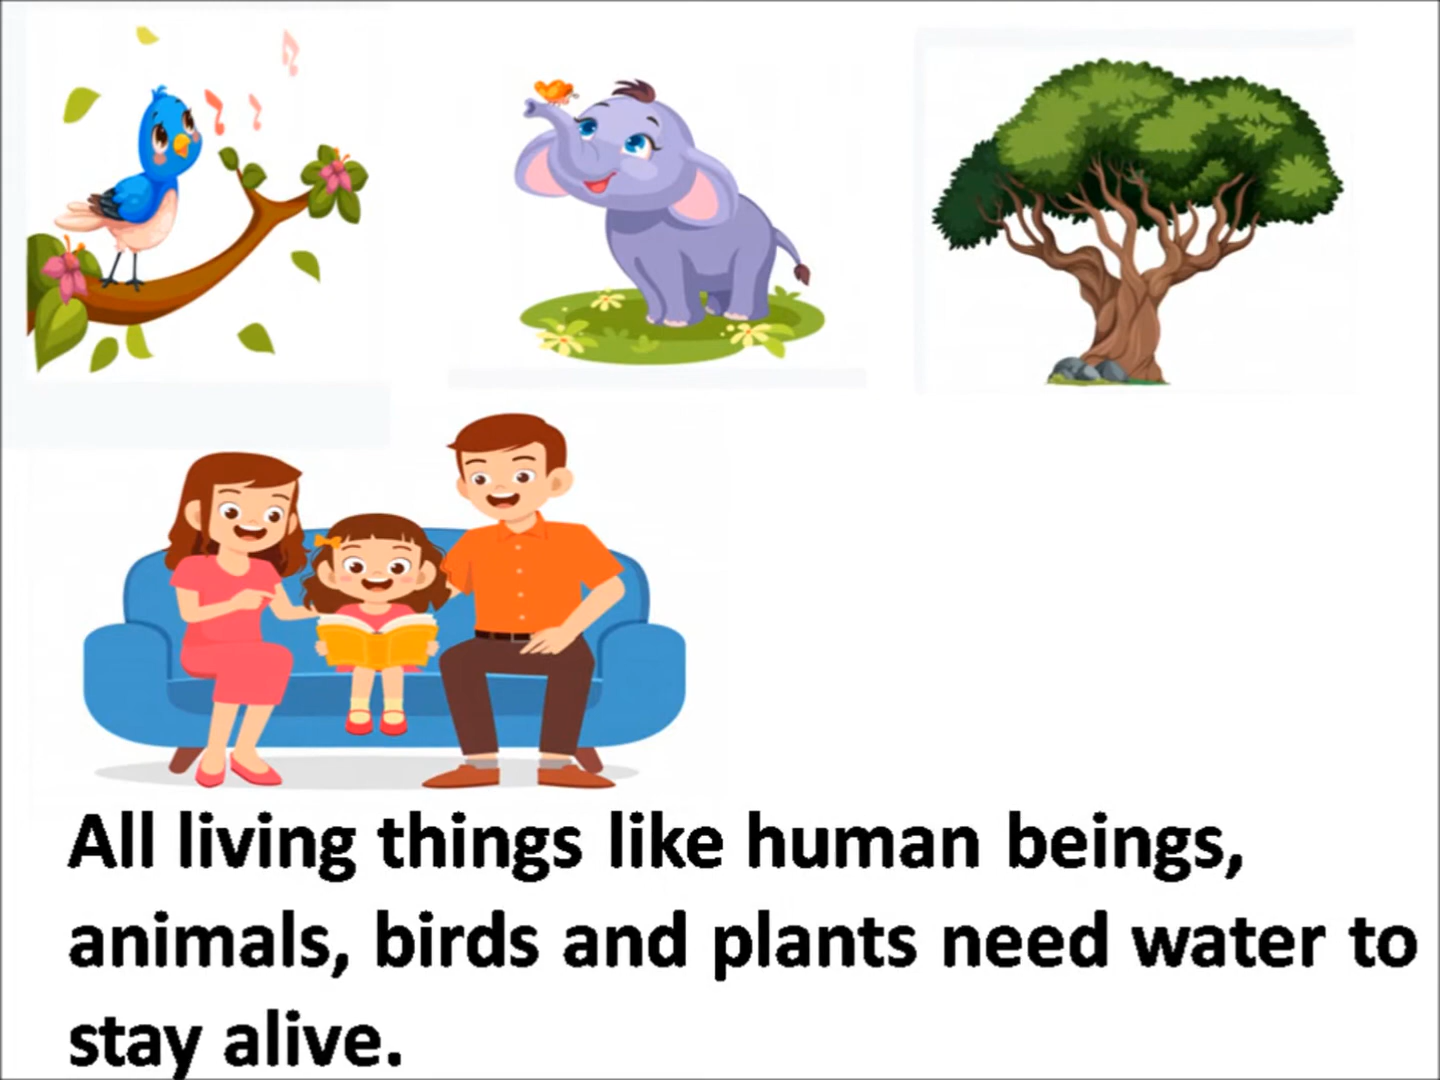 All living things like human beings,
animals, birds and plants need water to
stay alive.